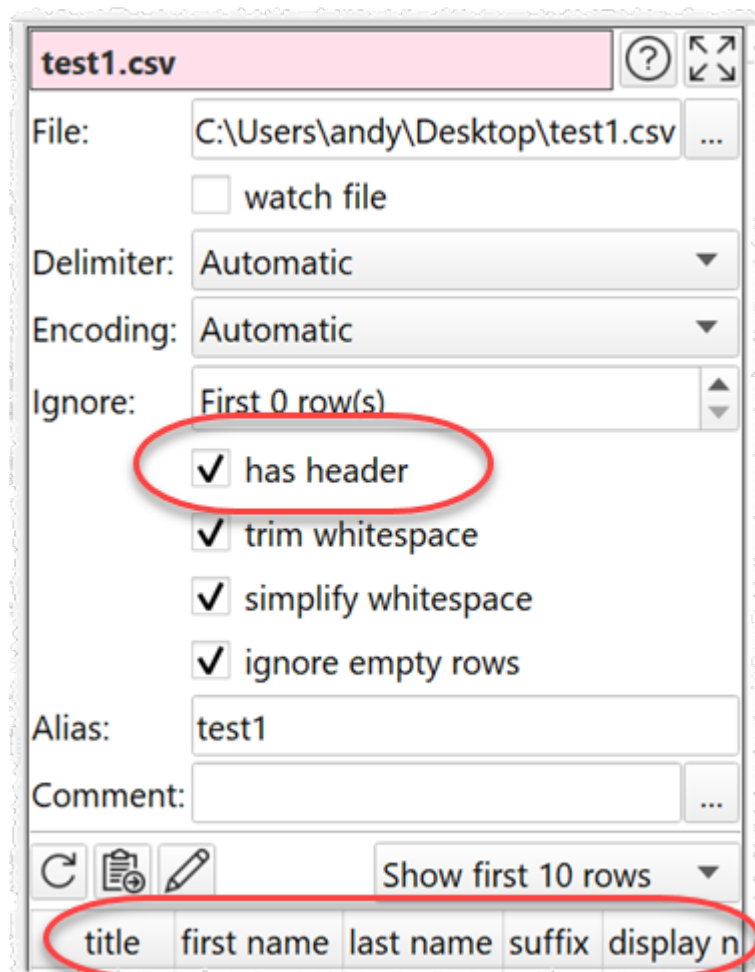 test1.csv ?
File: C:\Users\andy\Desktop\test1.csv ...
watch file
Delimiter: Automatic
Encoding: Automatic
Ignore: First 0 row(s)
has header
trim whitespace
simplify whitespace
ignore empty rows
Alias: test1
Comment: ...
Show first 10 rows
title first name last name suffix display n